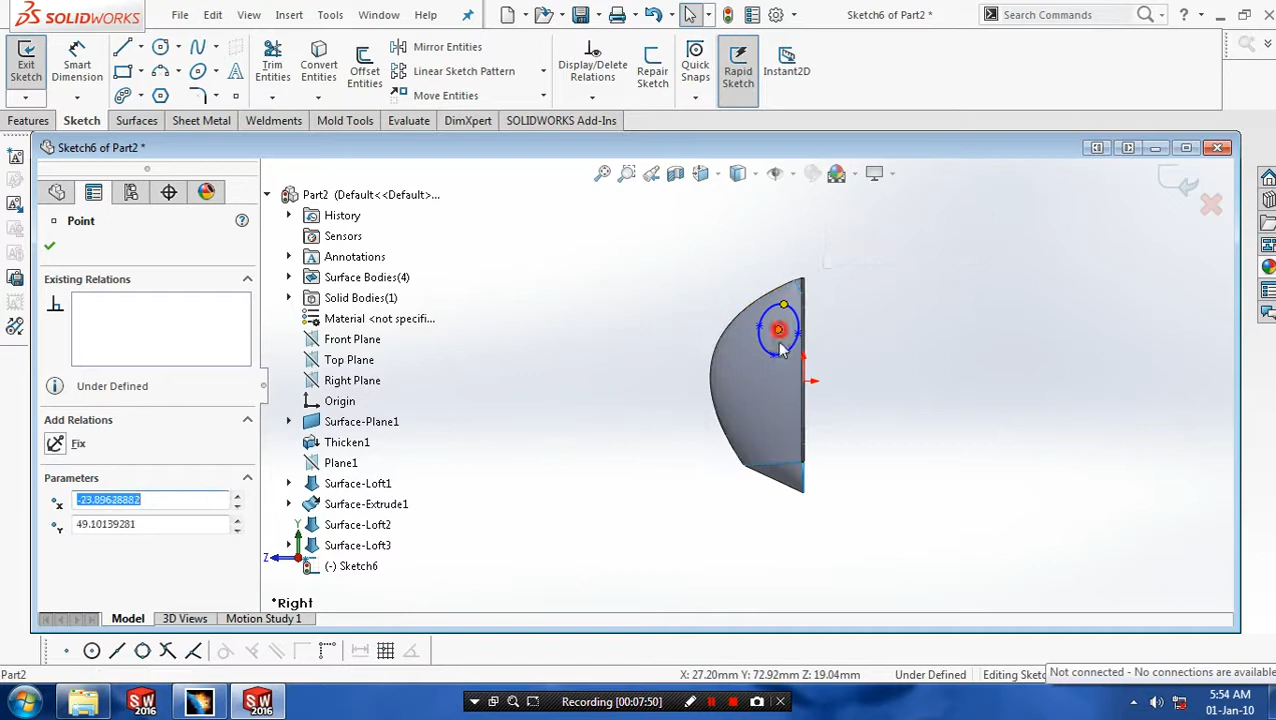 SOLIDWORKS File Edit View Insert Tools Window Help Sketch6 of Part2 * Search Commands
Exit Sketch Smart Dimension Trim Entities Convert Entities Offset Entities Mirror Entities Linear Sketch Pattern Move Entities Display/Delete Relations Repair Sketch Quick Snaps Rapid Sketch Instant2D
Features Sketch Surfaces Sheet Metal Weldments Mold Tools Evaluate DimXpert SOLIDWORKS Add-Ins
Sketch6 of Part2 *
Part2 (Default<<Default>...
Point
History
Sensors
Annotations
Existing Relations
Surface Bodies(4)
Solid Bodies(1)
Material <not specifi...
Front Plane
Top Plane
Right Plane
Under Defined
Origin
Add Relations
Surface-Plane1
Fix
Thicken1
Plane1
Parameters
Surface-Loft1
x -23.89628882
Surface-Extrude1
Y 49.10139281
Surface-Loft2
Surface-Loft3
(-) Sketch6
Y
Z
*Right
Model 3D Views Motion Study 1
Part2 X: 27.20mm Y: 72.92mm Z: 19.04mm Under Defined Editing Sketc
Not connected - No connections are available
SW 2016 SW 2016 Recording [00:07:50] 5:54 AM
01-Jan-10